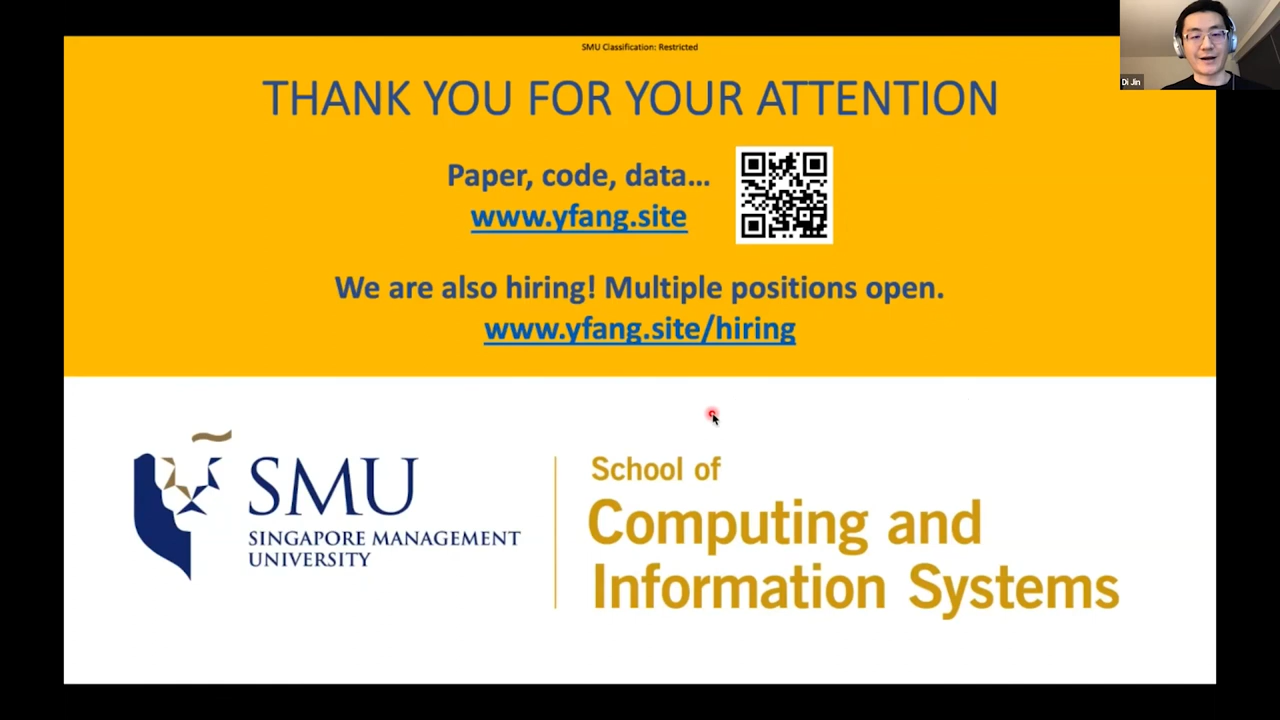 SMU Classification: Restricted
Di Jin
THANK YOU FOR YOUR ATTENTION
Paper, code, data...
www.yfang.site
We are also hiring! Multiple positions open.
www.yfang.site/hiring
SMU
SINGAPORE MANAGEMENT
UNIVERSITY
School of
Computing and
Information Systems